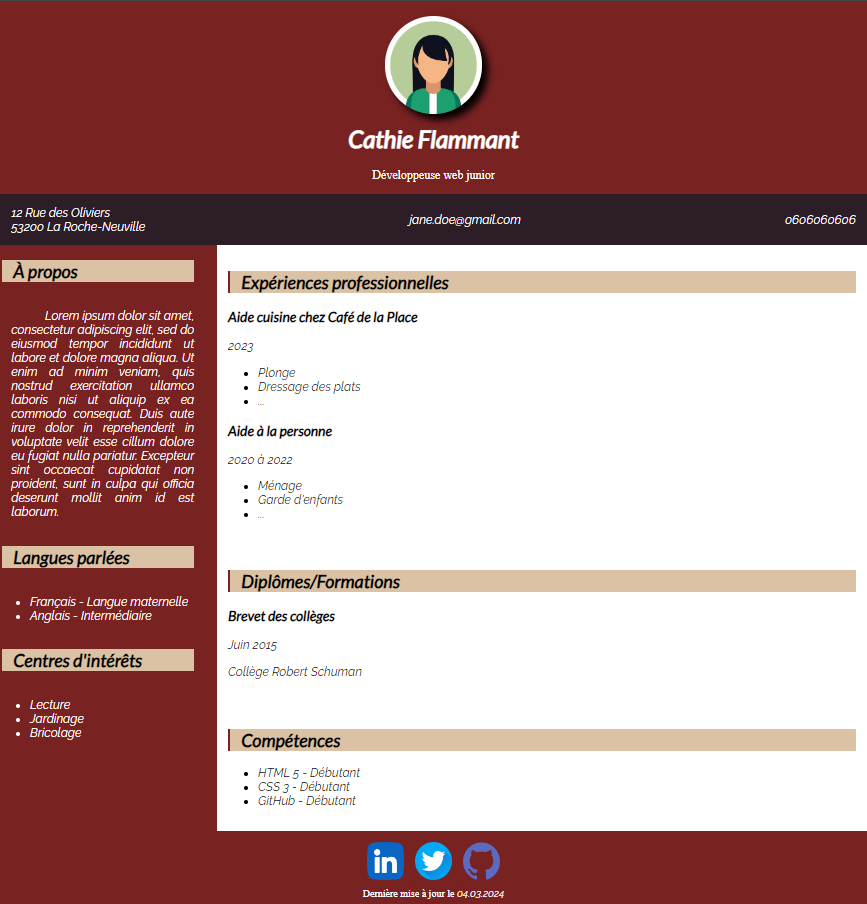 Cathie Flammant
Développeuse web junior
12 Rue des Oliviers
53200 La Roche-Neuville
jane.doe@gmail.com
0606060606
À propos
Lorem ipsum dolor sit amet,
consectetur adipiscing elit, sed do
eiusmod tempor incididunt ut
labore et dolore magna aliqua. Ut
enim ad minim veniam, quis
nostrud exercitation ullamco
laboris nisi ut aliquip ex ea
commodo consequat. Duis aute
irure dolor in reprehenderit in
voluptate velit esse cillum dolore
eu fugiat nulla pariatur. Excepteur
sint occaecat cupidatat non
proident, sunt in culpa qui officia
deserunt mollit anim id est
laborum.
Langues parlées
Français - Langue maternelle
Anglais - Intermédiaire
Centres d'intérêts
Lecture
Jardinage
Bricolage
Expériences professionnelles
Aide cuisine chez Café de la Place
2023
Plonge
Dressage des plats
...
Aide à la personne
2020 à 2022
Ménage
Garde d'enfants
...
Diplômes/Formations
Brevet des collèges
Juin 2015
Collège Robert Schuman
Compétences
HTML 5 - Débutant
CSS 3 - Débutant
GitHub - Débutant
in
Dernière mise à jour le 04.03.2024